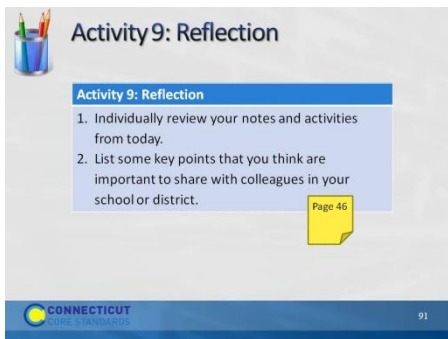 Activity 9: Reflection
Activity 9: Reflection
1. Individually review your notes and activities
from today.
2. List some key points that you think are
important to share with colleagues in your
school or district.
Page 46
CONNECTICUT
CORE STANDARDS
91